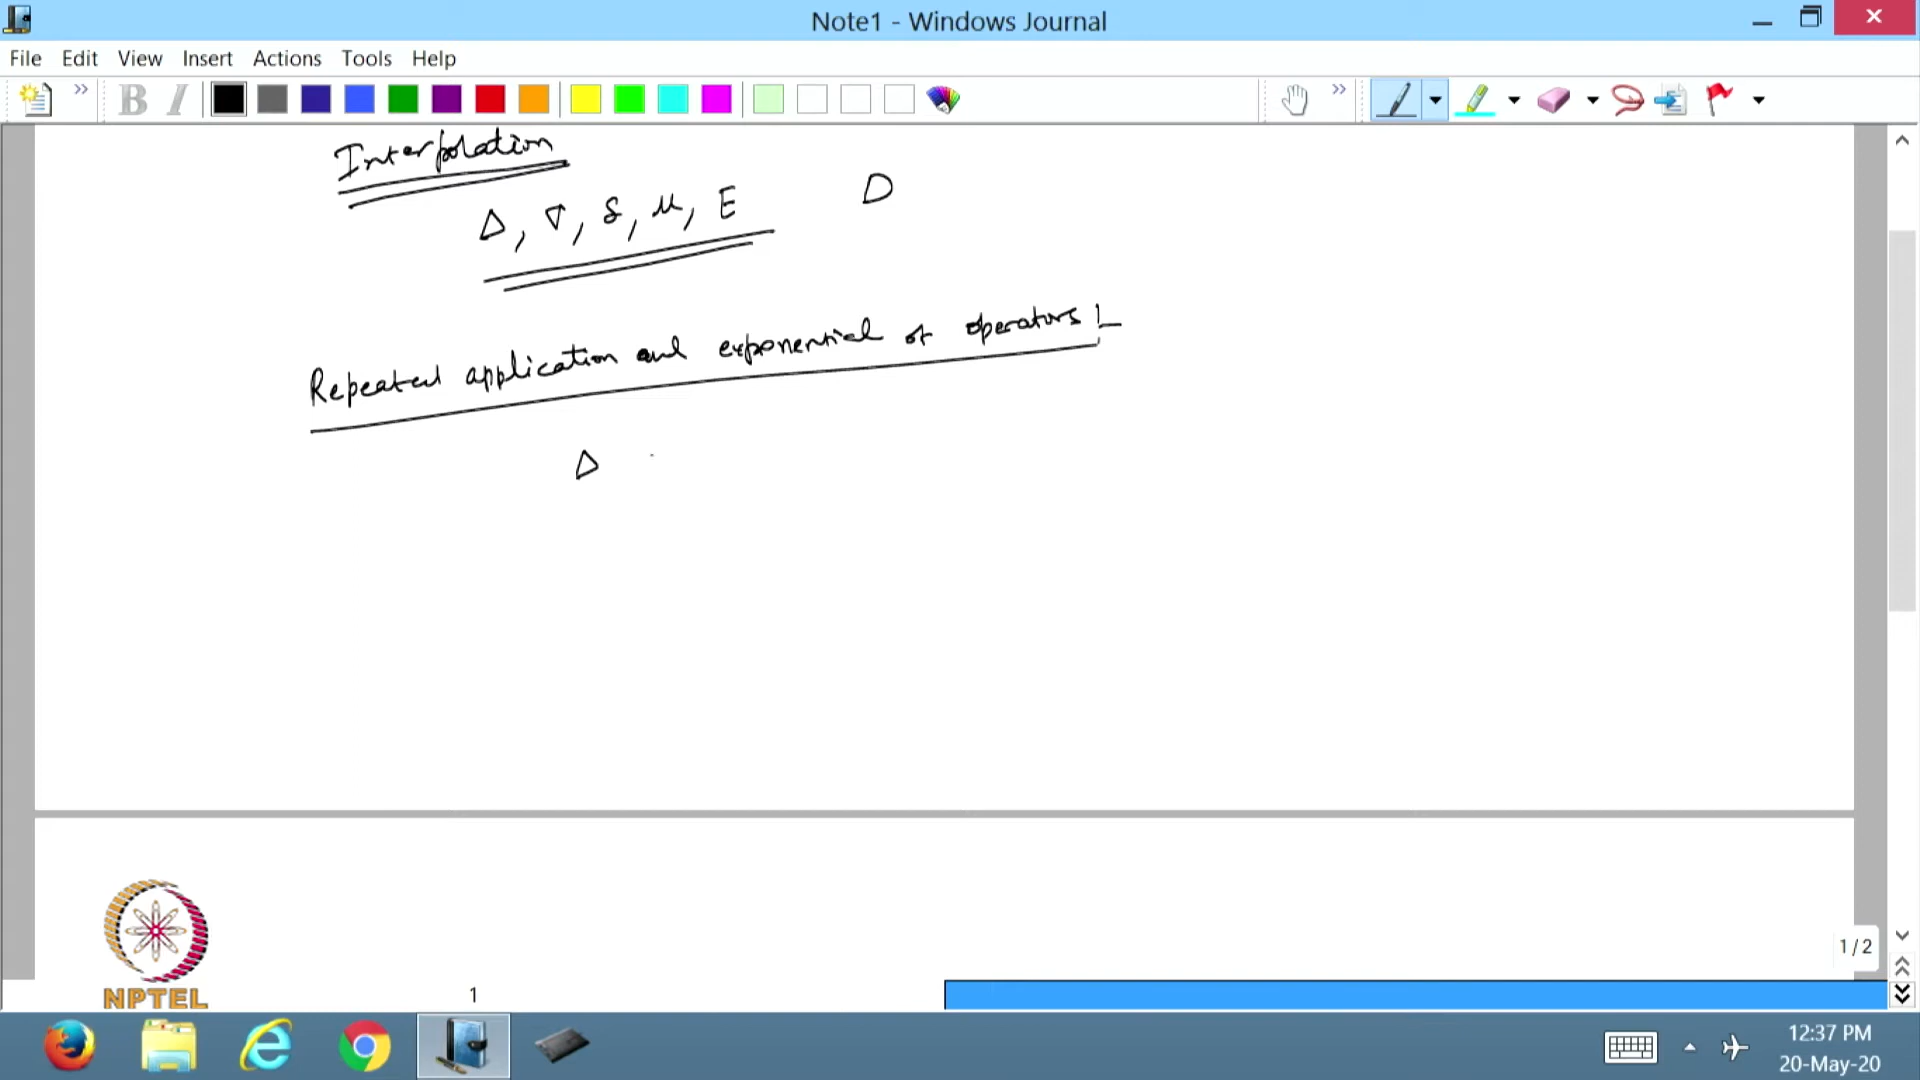 Note1 - Windows Journal
File Edit View Insert Actions Tools Help
B I
Interpolation
Δ, ∇, δ, μ, E D
Repeated application and exponential of operators :-
Δ
1 / 2
NPTEL
1
12:37 PM
20-May-20